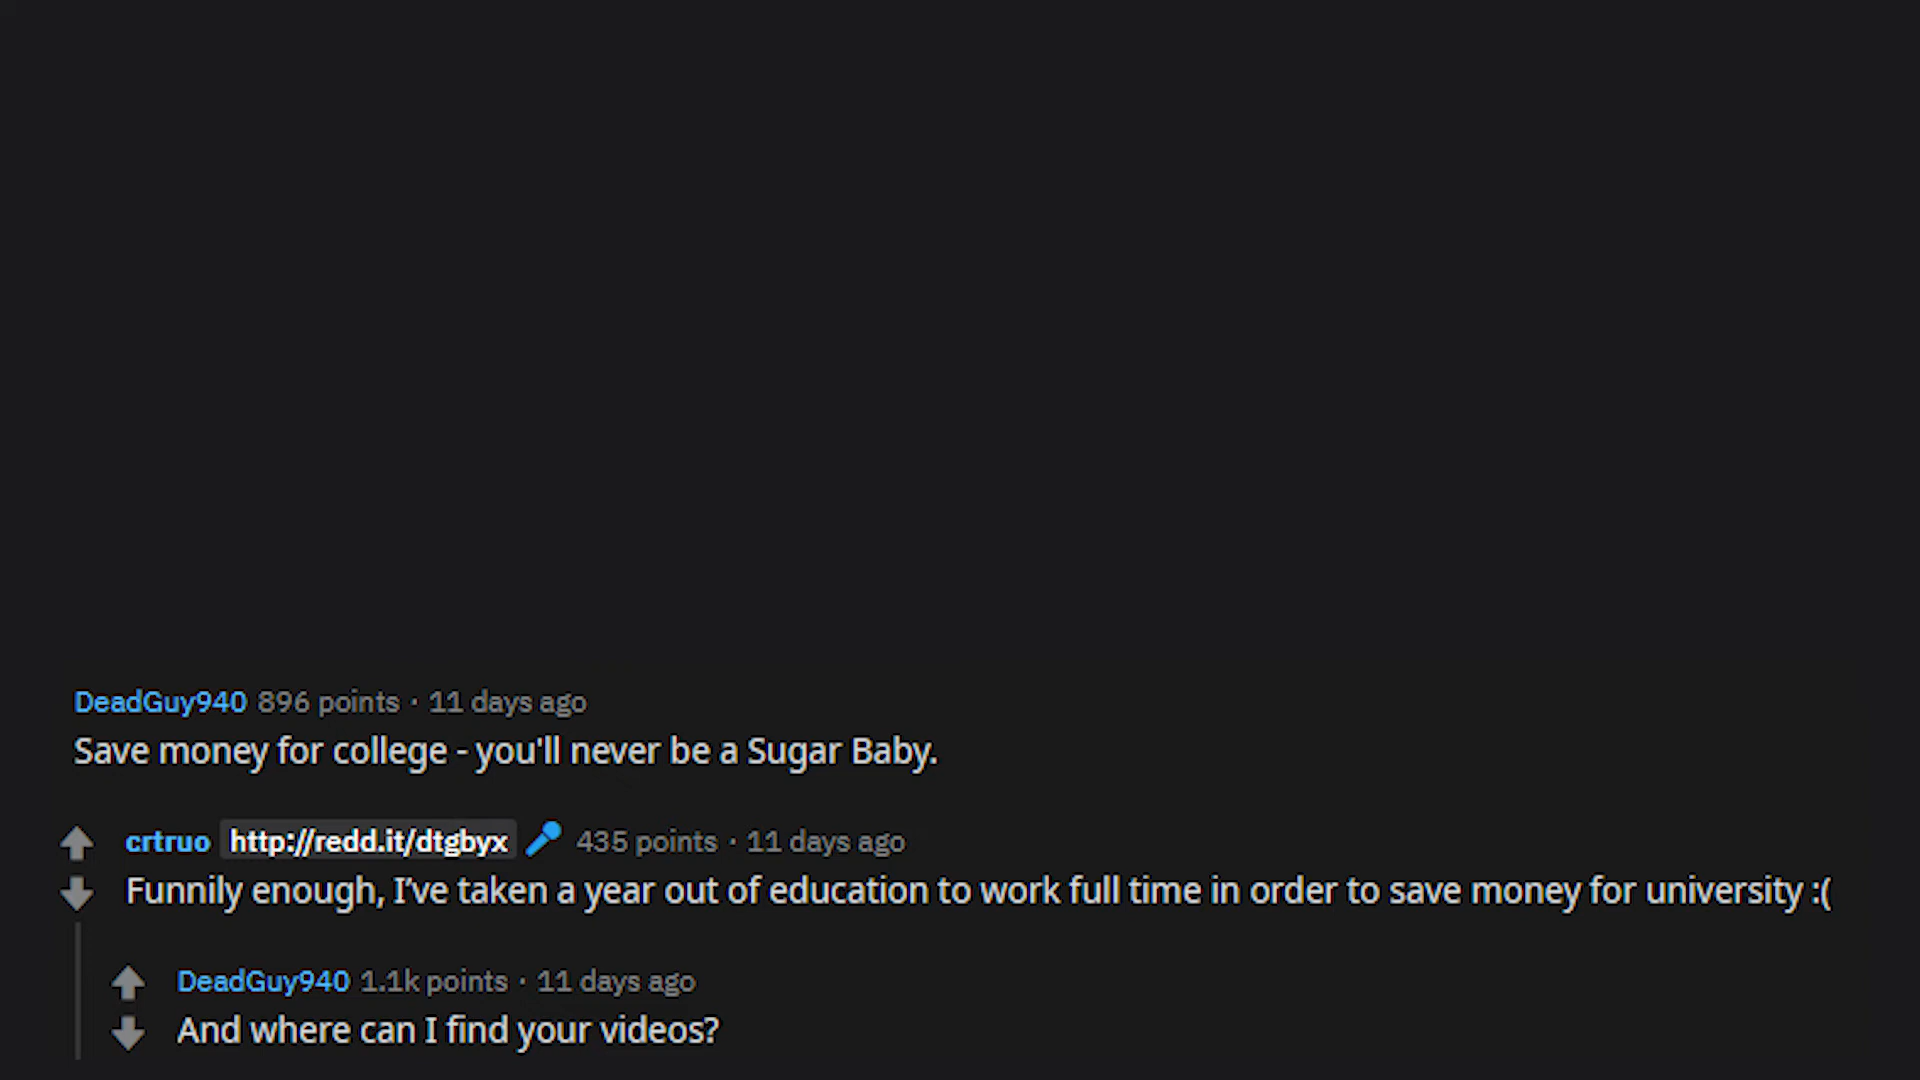 DeadGuy940 896 points · 11 days ago
Save money for college - you'll never be a Sugar Baby.
crtruo http://redd.it/dtgbyx 435 points · 11 days ago
Funnily enough, I’ve taken a year out of education to work full time in order to save money for university :(
DeadGuy940 1.1k points · 11 days ago
And where can I find your videos?